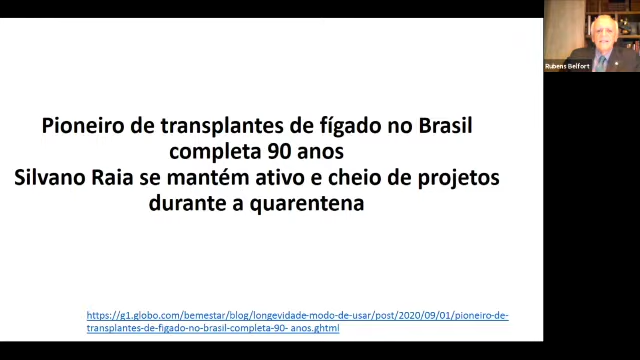 Pioneiro de transplantes de fígado no Brasil
completa 90 anos
Silvano Raia se mantém ativo e cheio de projetos
durante a quarentena
https://g1.globo.com/bemestar/blog/longevidade-modo-de-usar/post/2020/09/01/pioneiro-de-
transplantes-de-figado-no-brasil-completa-90- anos.ghtml
Rubens Belfort